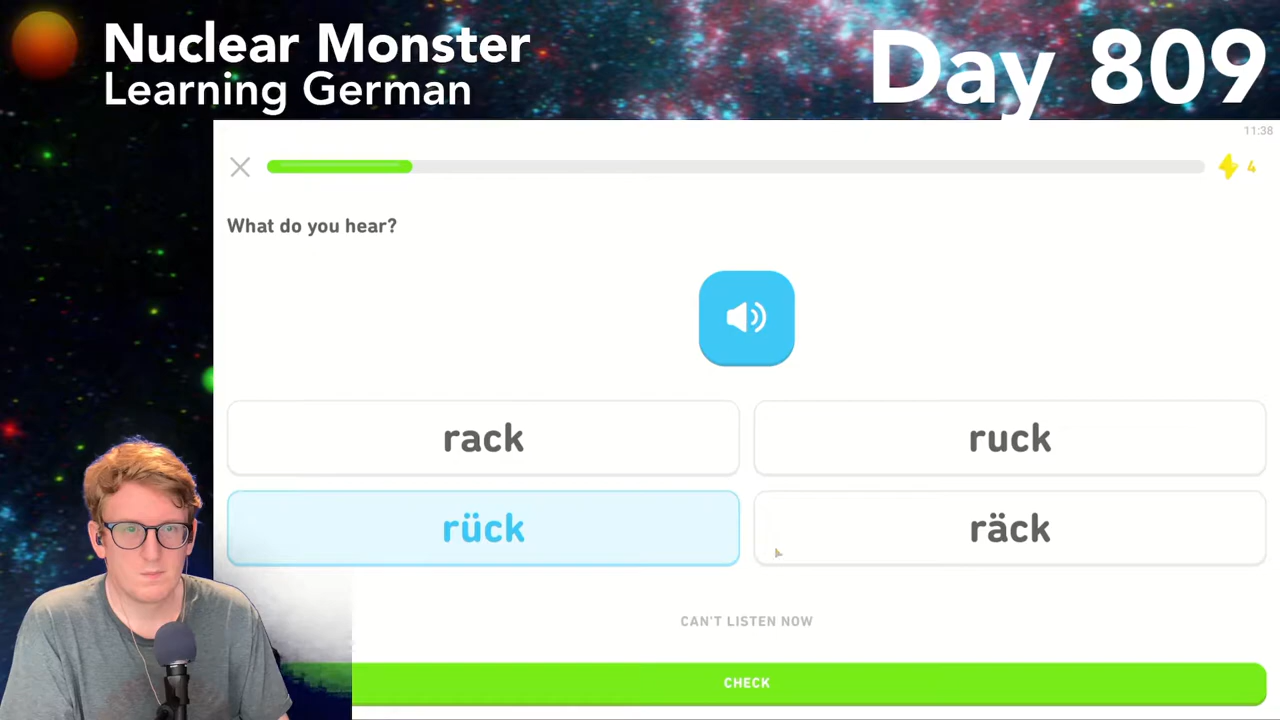 Nuclear Monster
Learning German
Day 809
11:38
4
What do you hear?
rack
ruck
rück
räck
CAN'T LISTEN NOW
CHECK